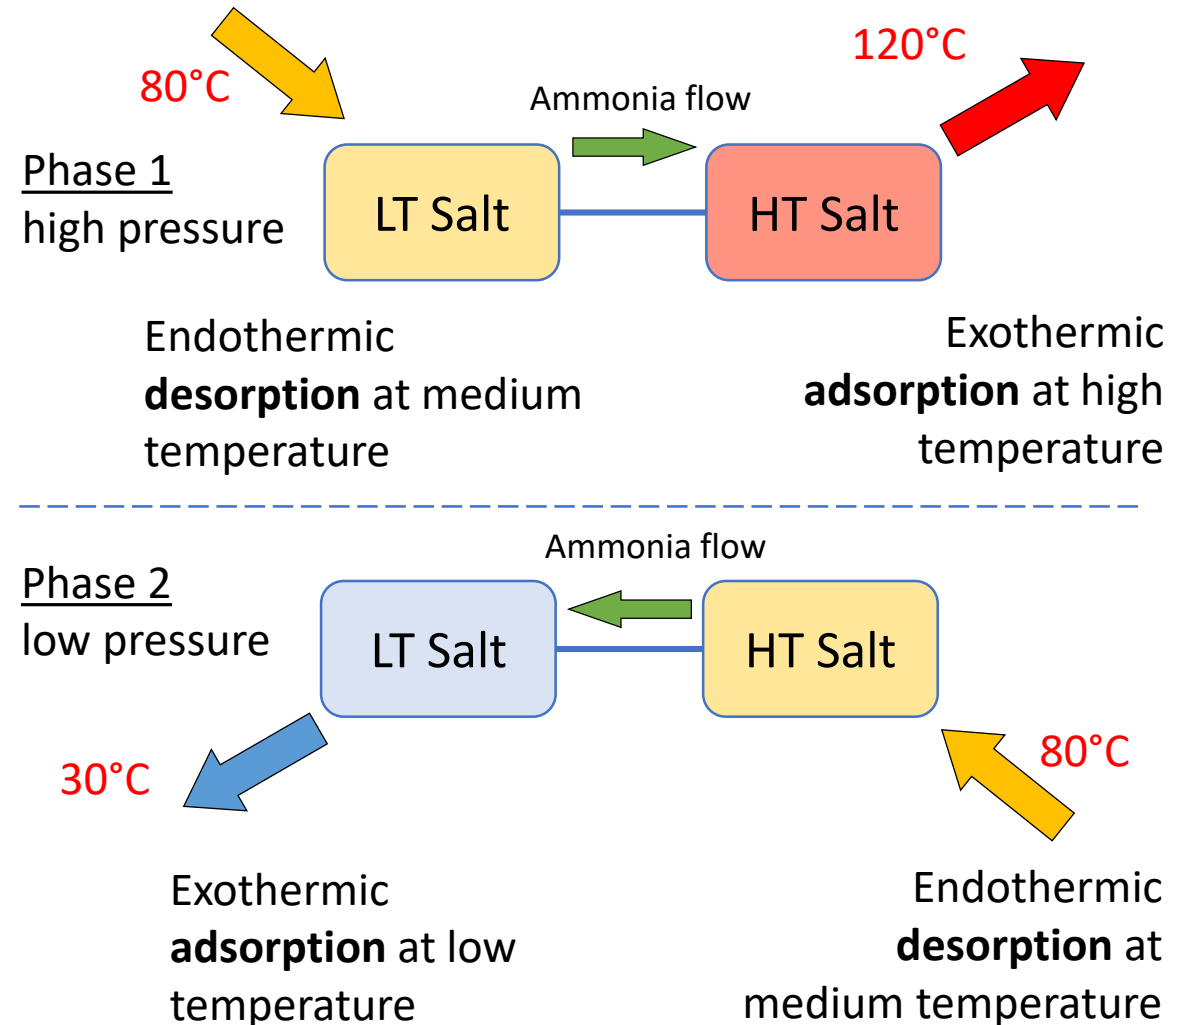 80°C
120°C
Ammonia flow
Phase 1
high pressure
LT Salt
HT Salt
Endothermic
desorption at medium
temperature
Exothermic
adsorption at high
temperature
Ammonia flow
Phase 2
low pressure
LT Salt
HT Salt
30°C
80°C
Exothermic
adsorption at low
temperature
Endothermic
desorption at
medium temperature